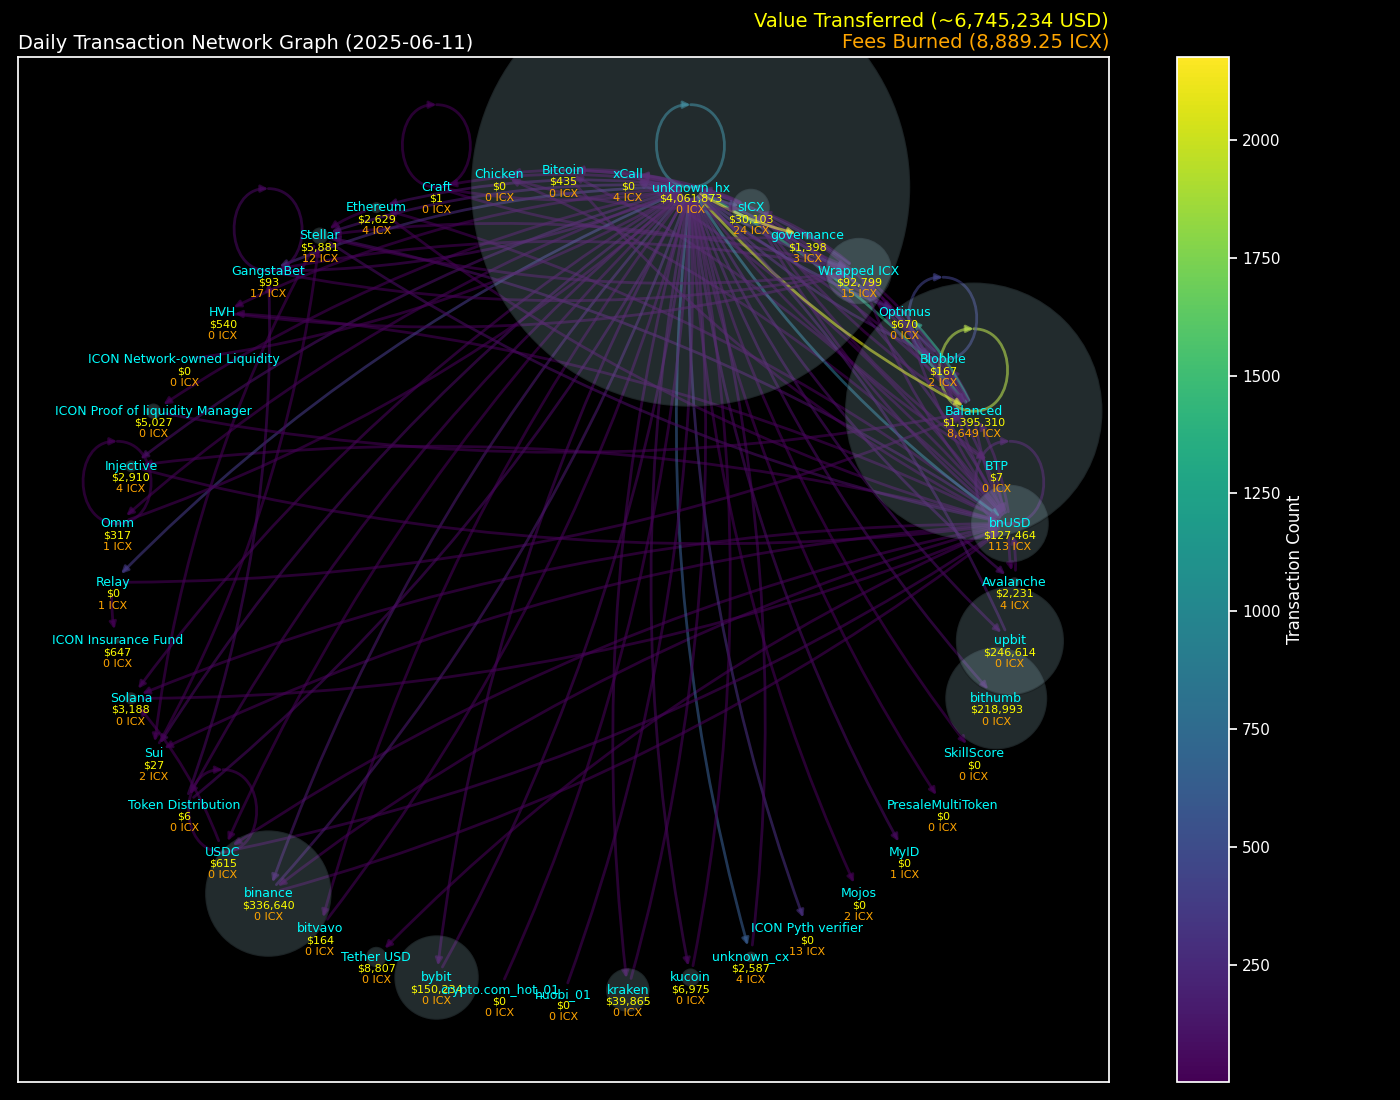 Value Transferred (~6,745,234 USD)
Daily Transaction Network Graph (2025-06-11)
Fees Burned (8,889.25 ICX)
Chicken
$0
0 ICX
Bitcoin
$435
0 ICX
xCall
$0
4 ICX
unknown_hx
$4,061,873
0 ICX
Craft
$1
0 ICX
sICX
$30,103
24 ICX
Ethereum
$2,629
4 ICX
governance
$1,398
3 ICX
Stellar
$5,881
12 ICX
Wrapped ICX
$92,799
15 ICX
GangstaBet
$93
17 ICX
Optimus
$670
0 ICX
HVH
$540
0 ICX
Blobble
$167
2 ICX
ICON Network-owned Liquidity
$0
0 ICX
Balanced
$1,395,310
8,649 ICX
ICON Proof of liquidity Manager
$5,027
0 ICX
BTP
$7
0 ICX
Injective
$2,910
4 ICX
bnUSD
$127,464
113 ICX
Omm
$317
1 ICX
Avalanche
$2,231
4 ICX
Relay
$0
1 ICX
upbit
$246,614
0 ICX
ICON Insurance Fund
$647
0 ICX
bithumb
$218,993
0 ICX
Solana
$3,188
0 ICX
SkillScore
$0
0 ICX
Sui
$27
2 ICX
PresaleMultiToken
$0
0 ICX
Token Distribution
$6
0 ICX
MyID
$0
1 ICX
USDC
$615
0 ICX
Mojos
$0
2 ICX
binance
$336,640
0 ICX
ICON Pyth verifier
$0
13 ICX
bitvavo
$164
0 ICX
unknown_cx
$2,587
4 ICX
Tether USD
$8,807
0 ICX
kucoin
$6,975
0 ICX
bybit
$150,234
0 ICX
crypto.com_hot_01
$0
0 ICX
huobi_01
$0
0 ICX
kraken
$39,865
0 ICX
2000
1750
1500
1250
1000
750
500
250
Transaction Count